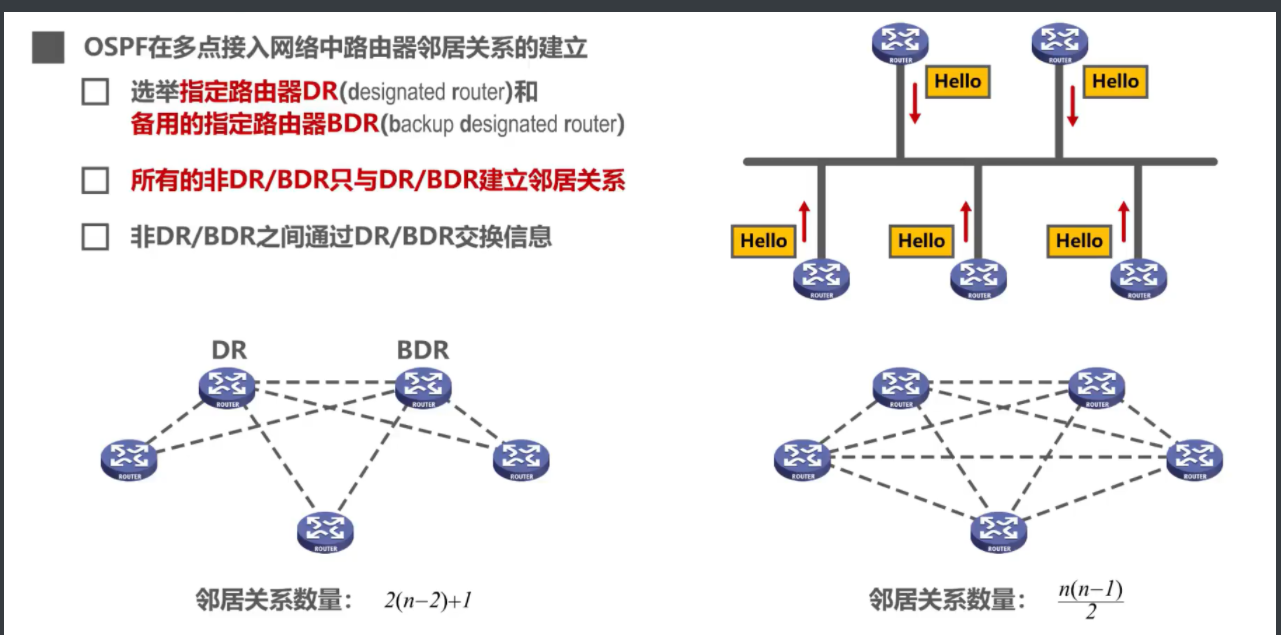 OSPF在多点接入网络中路由器邻居关系的建立
选举指定路由器DR(designated router)和
备用的指定路由器BDR(backup designated router)
所有的非DR/BDR只与DR/BDR建立邻居关系
非DR/BDR之间通过DR/BDR交换信息
ROUTER
ROUTER
Hello
Hello
Hello
Hello
Hello
ROUTER
ROUTER
ROUTER
DR
BDR
ROUTER
ROUTER
ROUTER
ROUTER
ROUTER
邻居关系数量： 2(n−2)+1
ROUTER
ROUTER
ROUTER
ROUTER
ROUTER
邻居关系数量：
n(n−1)
2